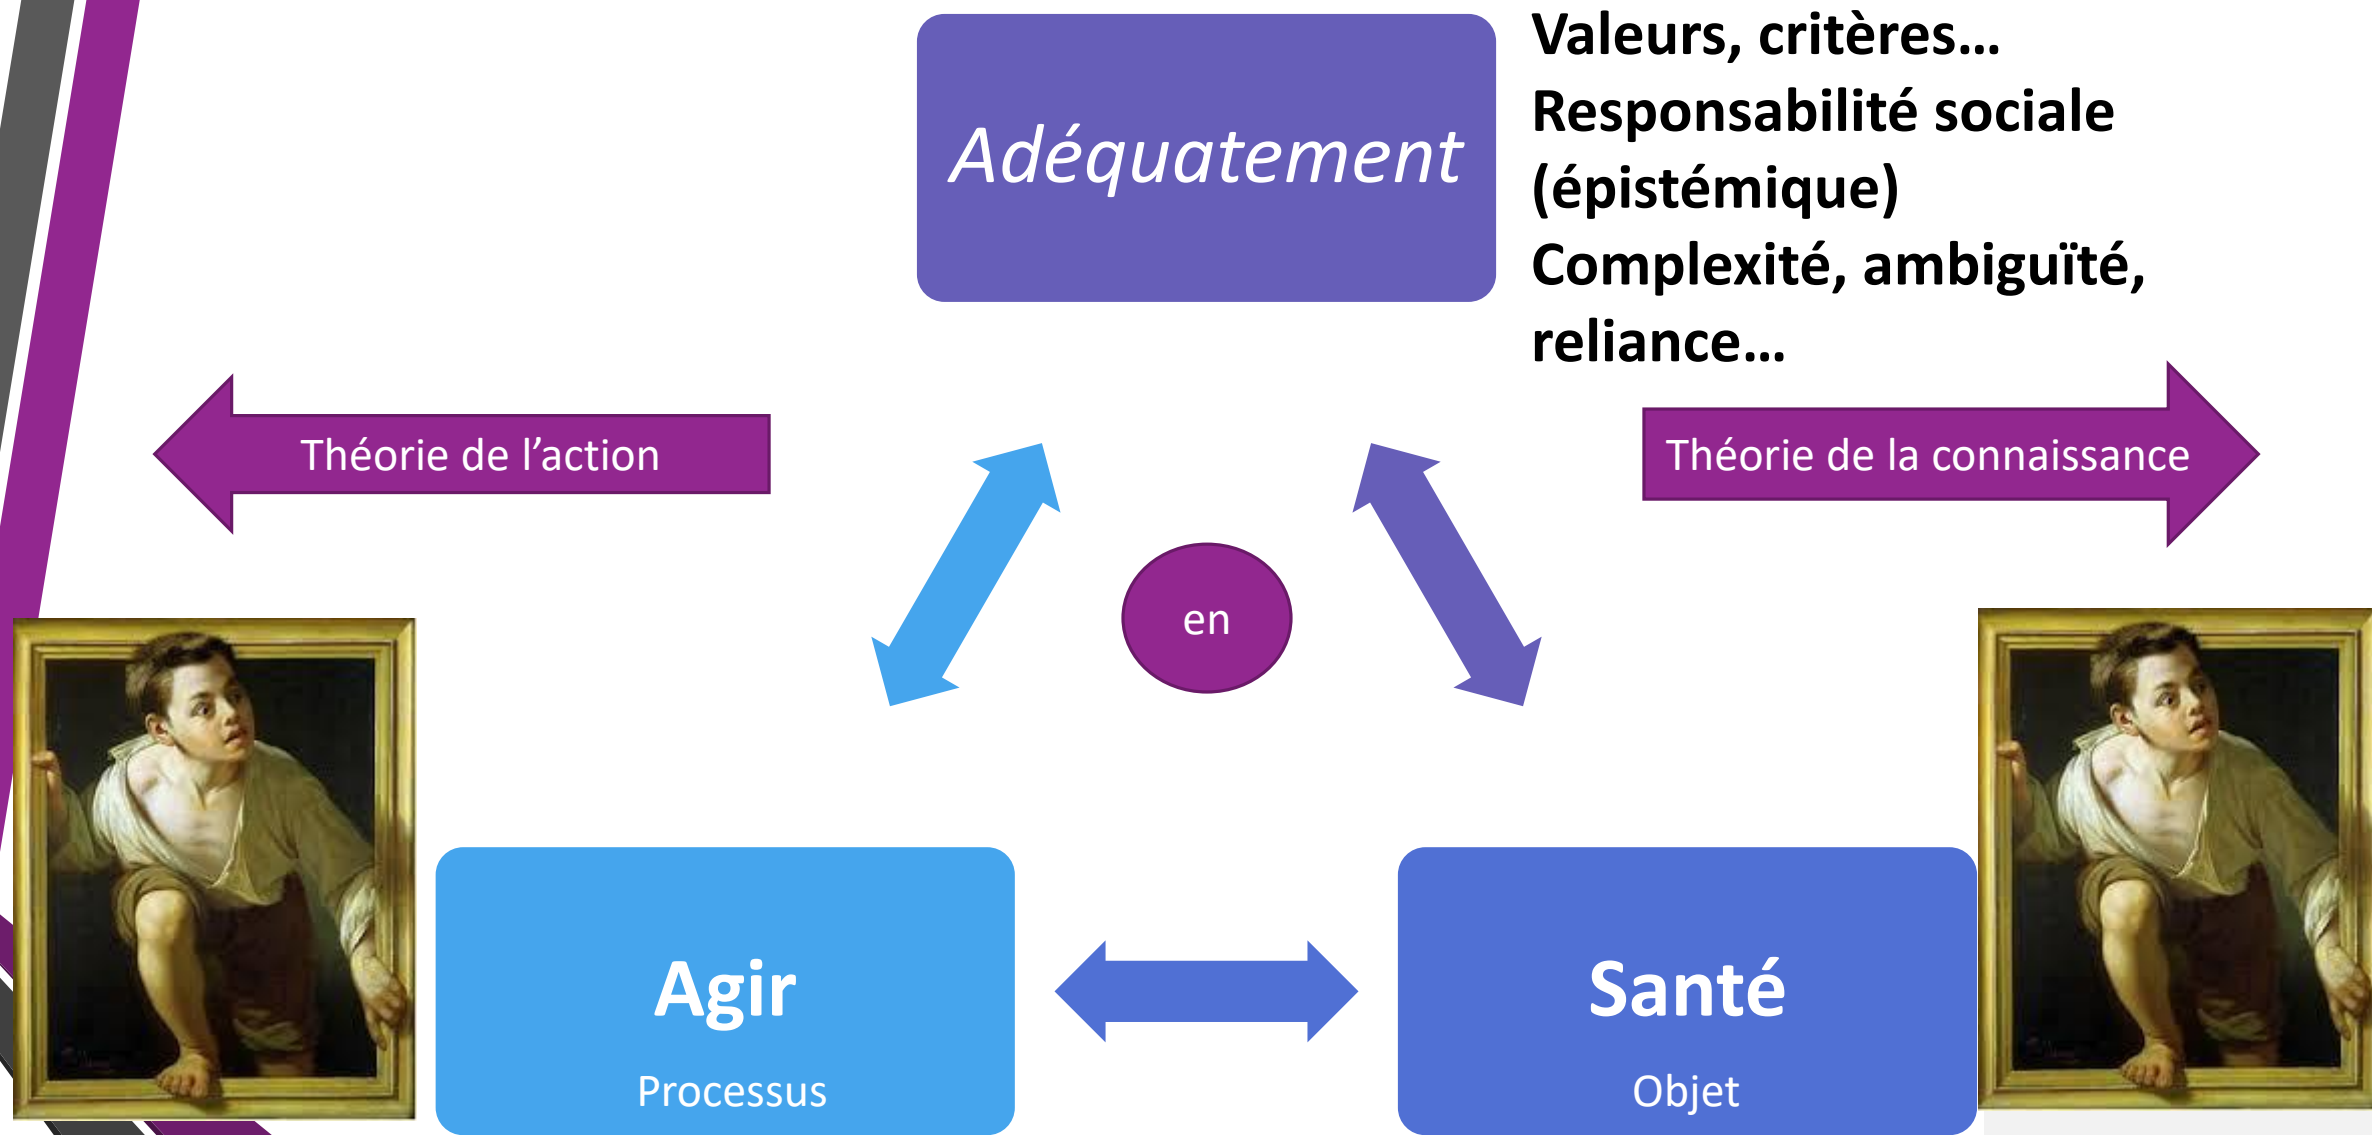 Adéquatement
Valeurs, critères…
Responsabilité sociale
(épistémique)
Complexité, ambiguïté,
reliance…
Théorie de l’action
Théorie de la connaissance
en
Agir
Processus
Santé
Objet